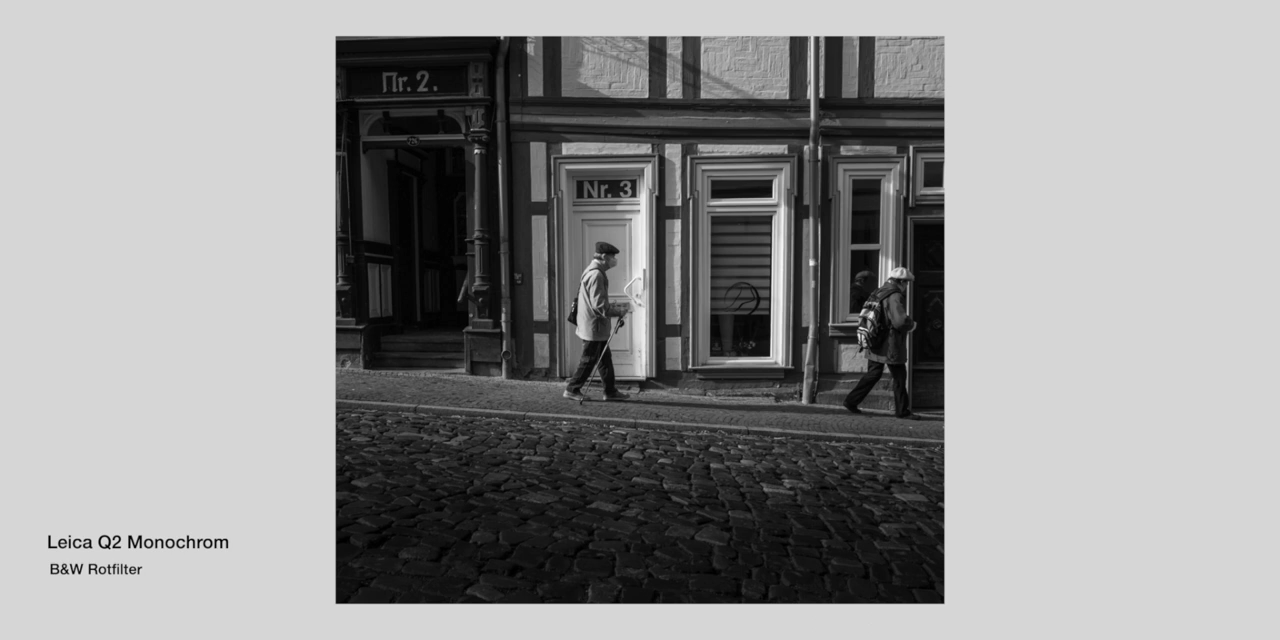 Nr. 2.
Nr. 3
Leica Q2 Monochrom
B&W Rotfilter